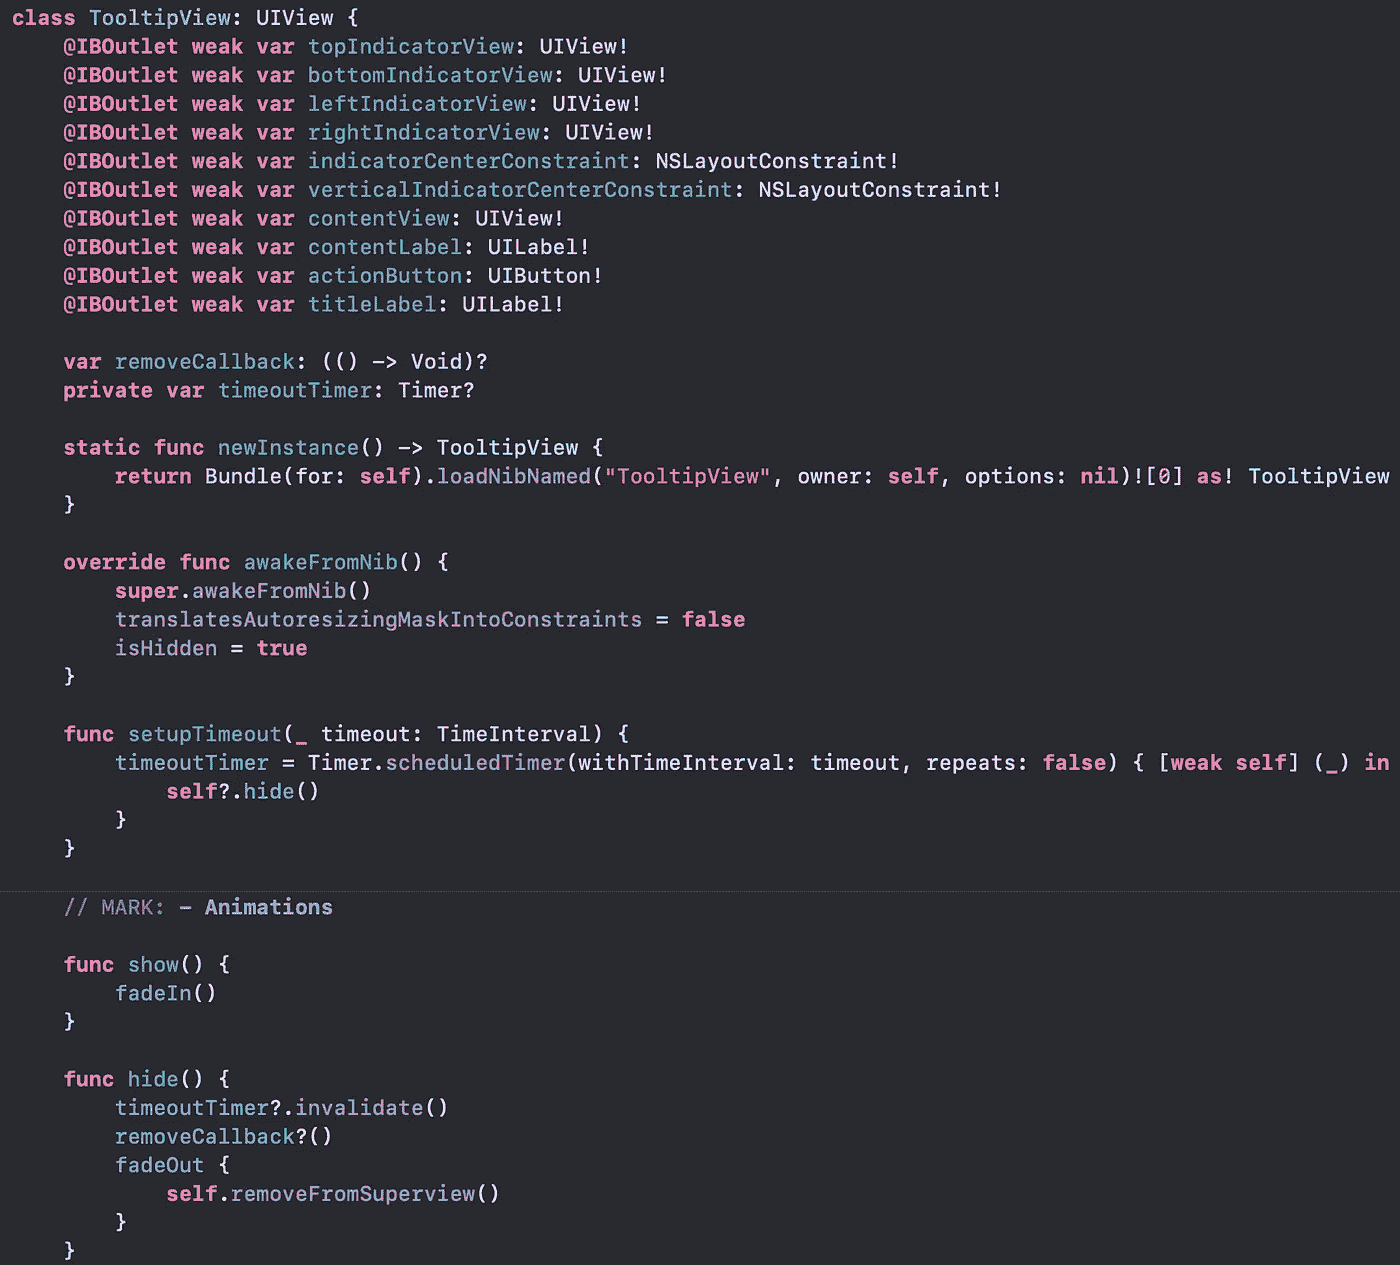 class TooltipView: UIView {
    @IBOutlet weak var topIndicatorView: UIView!
    @IBOutlet weak var bottomIndicatorView: UIView!
    @IBOutlet weak var leftIndicatorView: UIView!
    @IBOutlet weak var rightIndicatorView: UIView!
    @IBOutlet weak var indicatorCenterConstraint: NSLayoutConstraint!
    @IBOutlet weak var verticalIndicatorCenterConstraint: NSLayoutConstraint!
    @IBOutlet weak var contentView: UIView!
    @IBOutlet weak var contentLabel: UILabel!
    @IBOutlet weak var actionButton: UIButton!
    @IBOutlet weak var titleLabel: UILabel!

    var removeCallback: (() -> Void)?
    private var timeoutTimer: Timer?

    static func newInstance() -> TooltipView {
        return Bundle(for: self).loadNibNamed("TooltipView", owner: self, options: nil)![0] as! TooltipView
    }

    override func awakeFromNib() {
        super.awakeFromNib()
        translatesAutoresizingMaskIntoConstraints = false
        isHidden = true
    }

    func setupTimeout(_ timeout: TimeInterval) {
        timeoutTimer = Timer.scheduledTimer(withTimeInterval: timeout, repeats: false) { [weak self] (_) in
            self?.hide()
        }
    }

    // MARK: - Animations

    func show() {
        fadeIn()
    }

    func hide() {
        timeoutTimer?.invalidate()
        removeCallback?()
        fadeOut {
            self.removeFromSuperview()
        }
    }